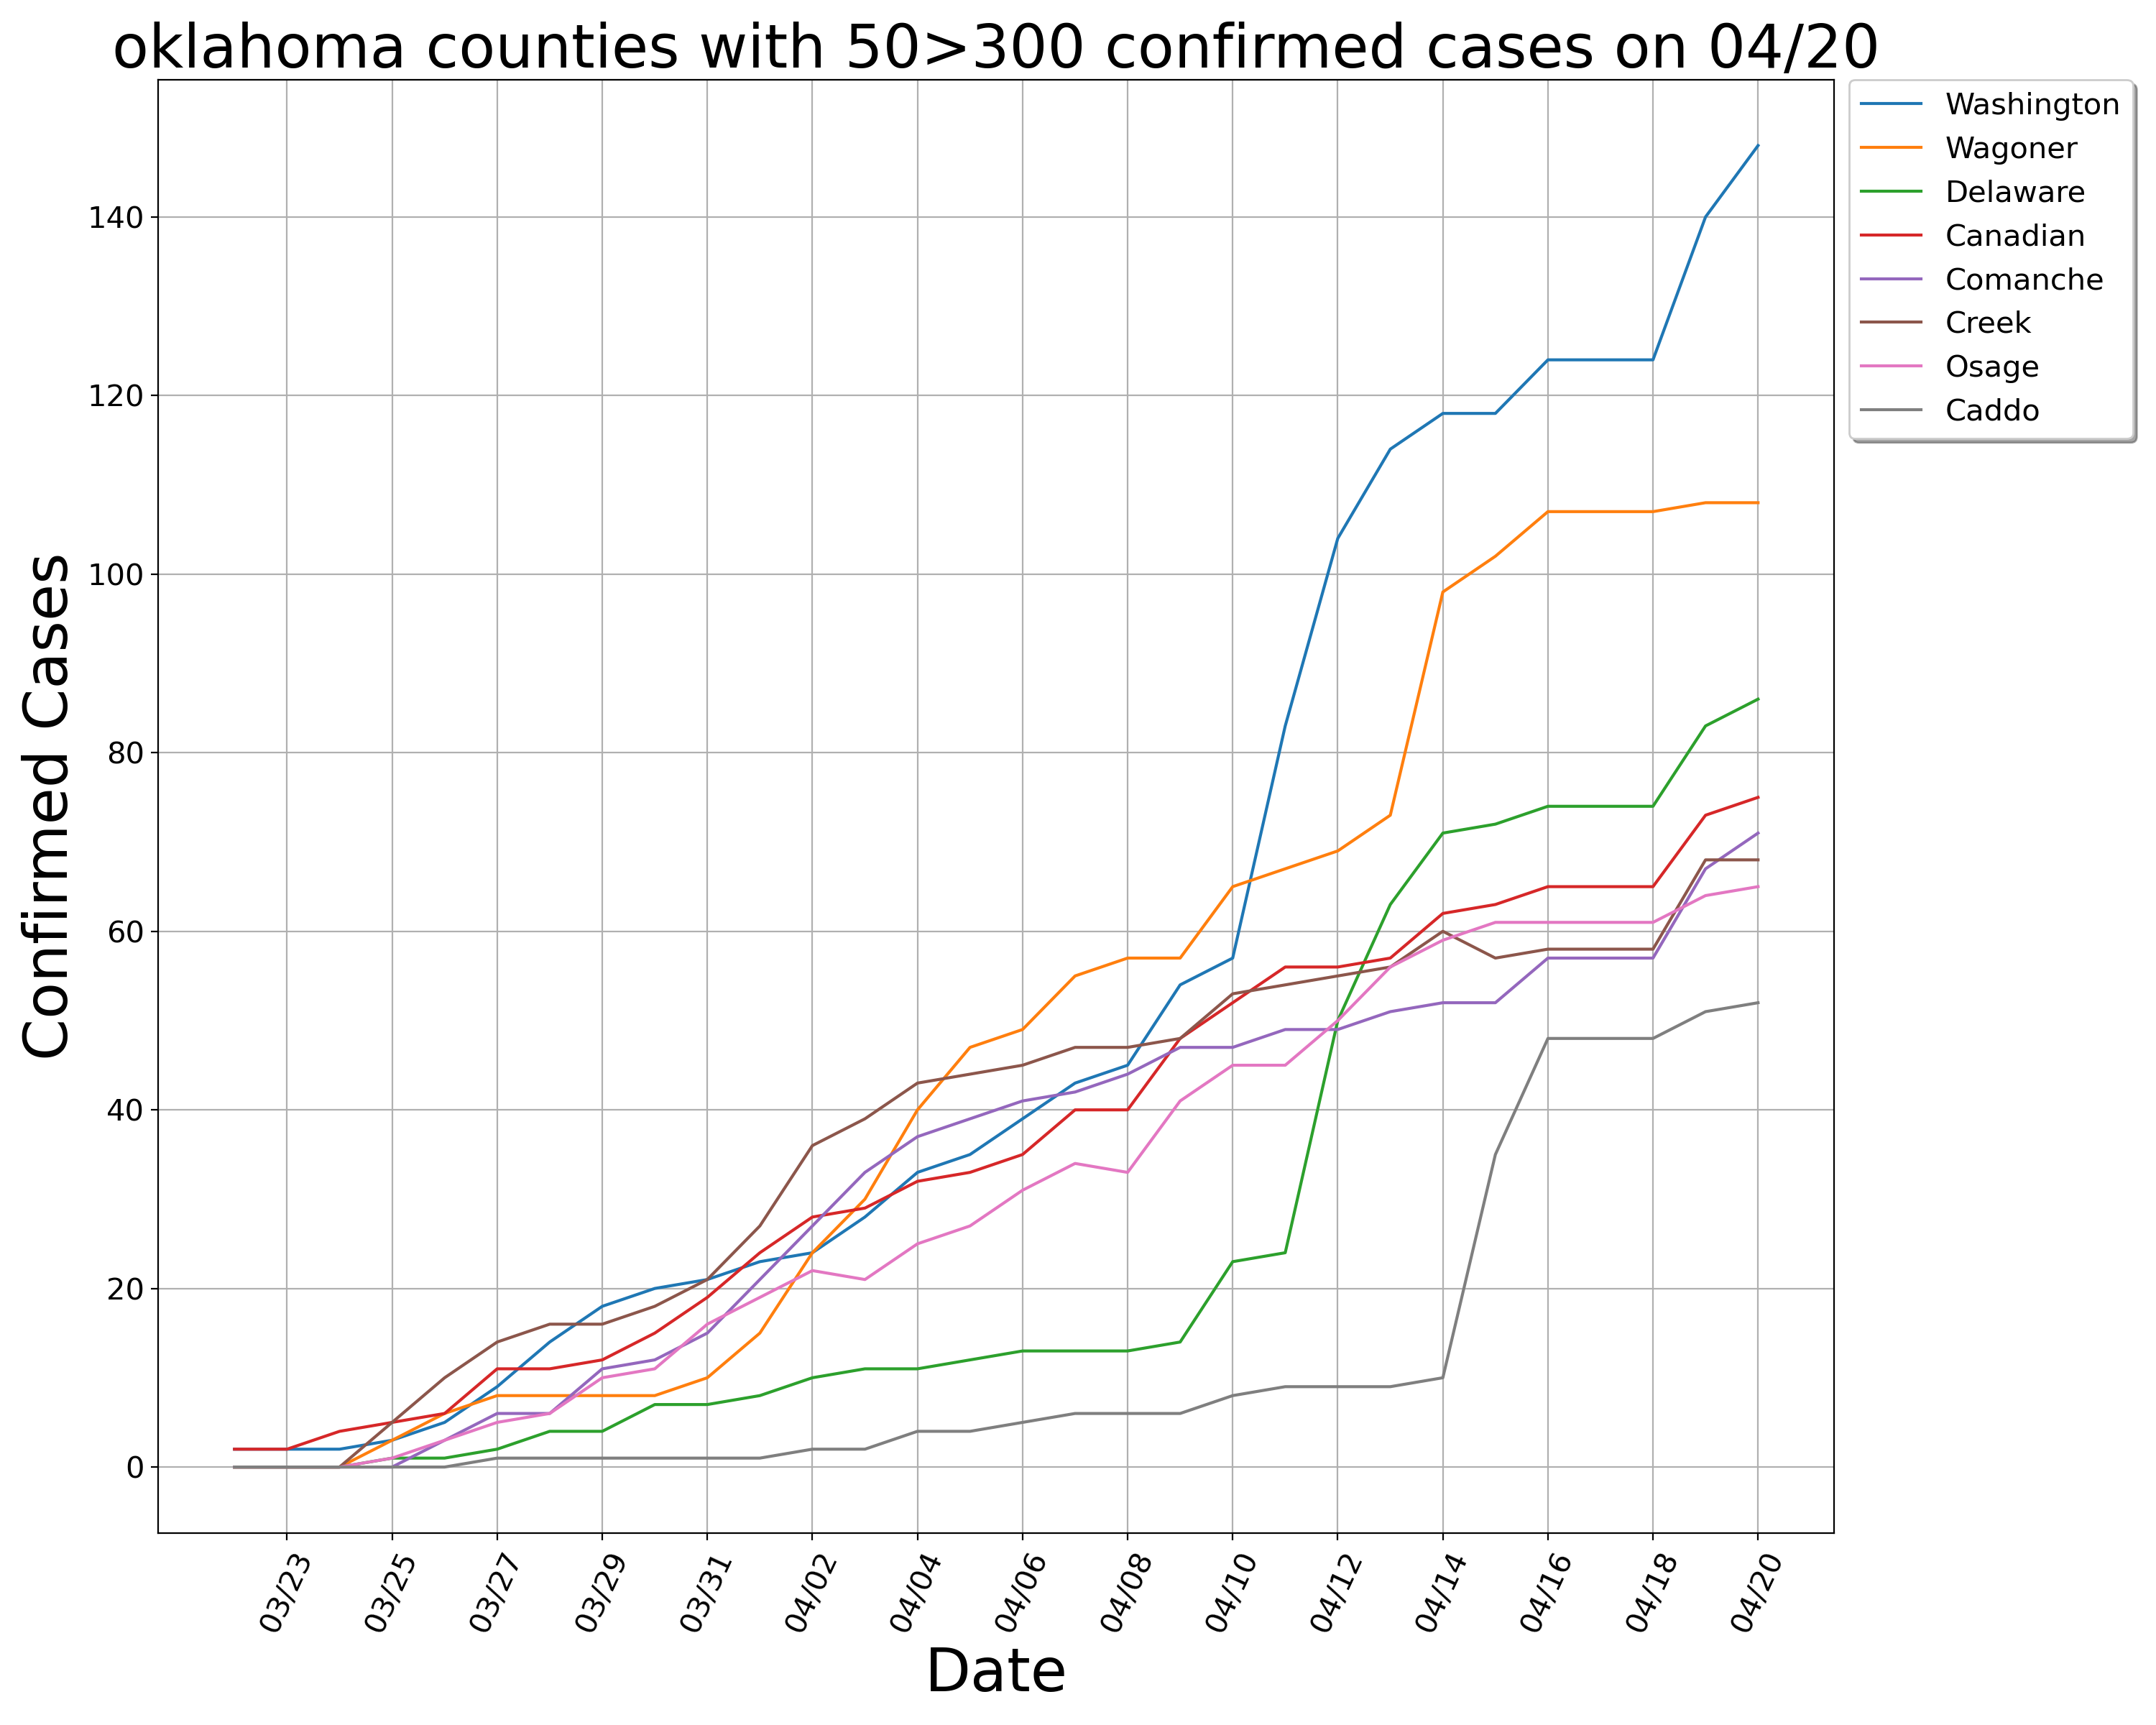 oklahoma counties with 50>300 confirmed cases on 04/20
Washington
Wagoner
Delaware
Canadian
Comanche
Creek
Osage
Caddo
Confirmed Cases
140
120
100
80
60
40
20
0
03/23
03/25
03/27
03/29
03/31
04/02
04/04
04/06
04/08
04/10
04/12
04/14
04/16
04/18
04/20
Date